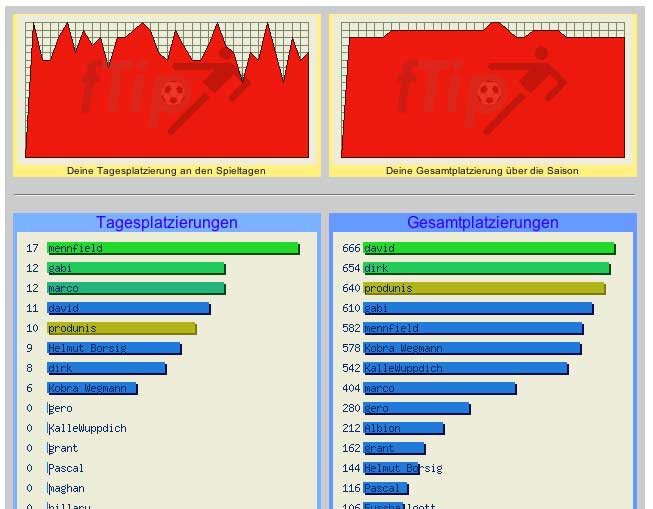 fTip
fTip
Deine Tagesplatzierung an den Spieltagen
Deine Gesamtplatzierung über die Saison
Tagesplatzierungen
17 mennfield
12 gabi
12 marco
11 david
10 produnis
9 Helmut Borsig
8 dirk
6 Kobra Wegmann
0 gero
0 KalleWuppdich
0 grant
0 Pascal
0 maghan
0 hillary
Gesamtplatzierungen
666 david
654 dirk
640 produnis
610 gabi
582 mennfield
578 Kobra Wegmann
542 KalleWuppdich
404 marco
280 gero
212 Albion
162 grant
144 Helmut Borsig
116 Pascal
106 Fussballgott